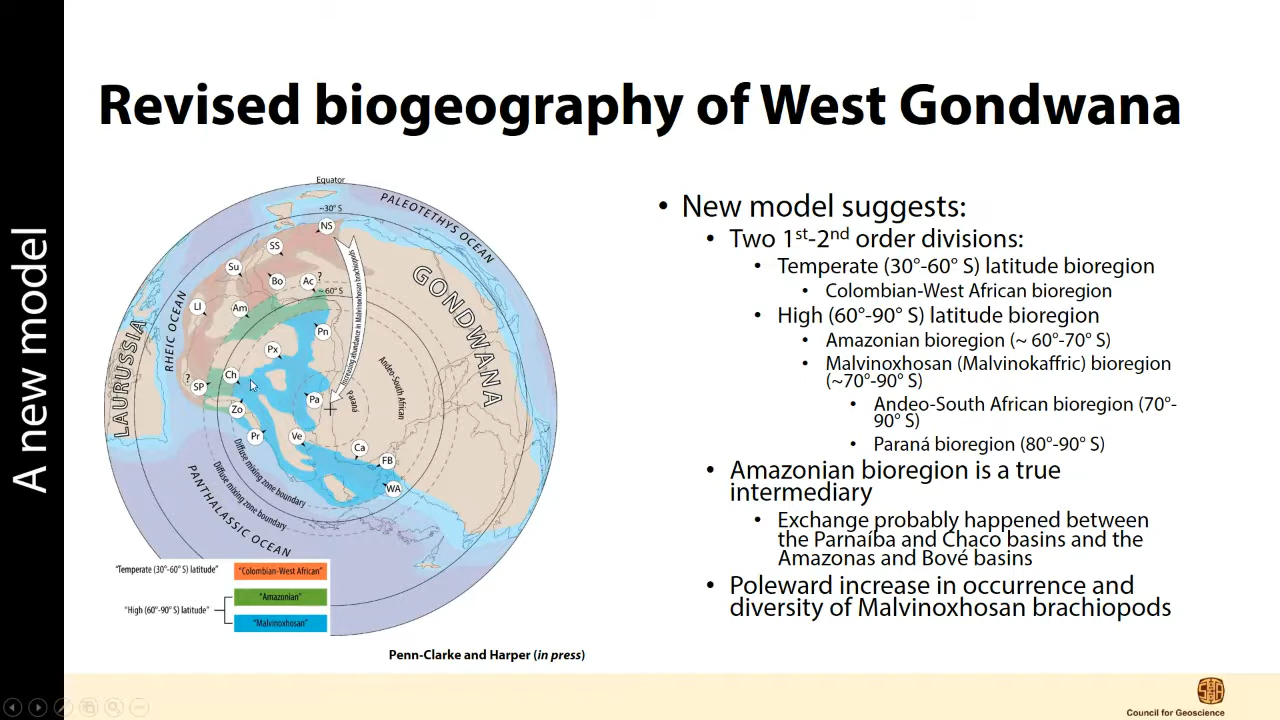 A new model
Revised biogeography of West Gondwana
Equator
~30° S
PALEOTETHYS OCEAN
NS
SS
Su
Bo
Ac
?
~ 60° S
LI
Am
GONDWANA
RHEIC OCEAN
LAURUSSIA
Pn
Increasing abundance in Malvinoxhosan brachiopods
Px
Ch
?
SP
Zo
Pa
Paraná
Andeo-South African
Pr
Ve
Ca
FB
WA
Diffuse mixing zone boundary
Diffuse mixing zone boundary
PANTHALASSIC OCEAN
"Temperate (30°-60° S) latitude"
"Colombian-West African"
"Amazonian"
"High (60°-90° S) latitude"
"Malvinoxhosan"
Penn-Clarke and Harper (in press)
• New model suggests:
• Two 1st-2nd order divisions:
• Temperate (30°-60° S) latitude bioregion
• Colombian-West African bioregion
• High (60°-90° S) latitude bioregion
• Amazonian bioregion (~ 60°-70° S)
• Malvinoxhosan (Malvinokaffric) bioregion
(~70°-90° S)
• Andeo-South African bioregion (70°-
90° S)
• Paraná bioregion (80°-90° S)
• Amazonian bioregion is a true
intermediary
• Exchange probably happened between
the Parnaíba and Chaco basins and the
Amazonas and Bové basins
• Poleward increase in occurrence and
diversity of Malvinoxhosan brachiopods
Council for Geoscience